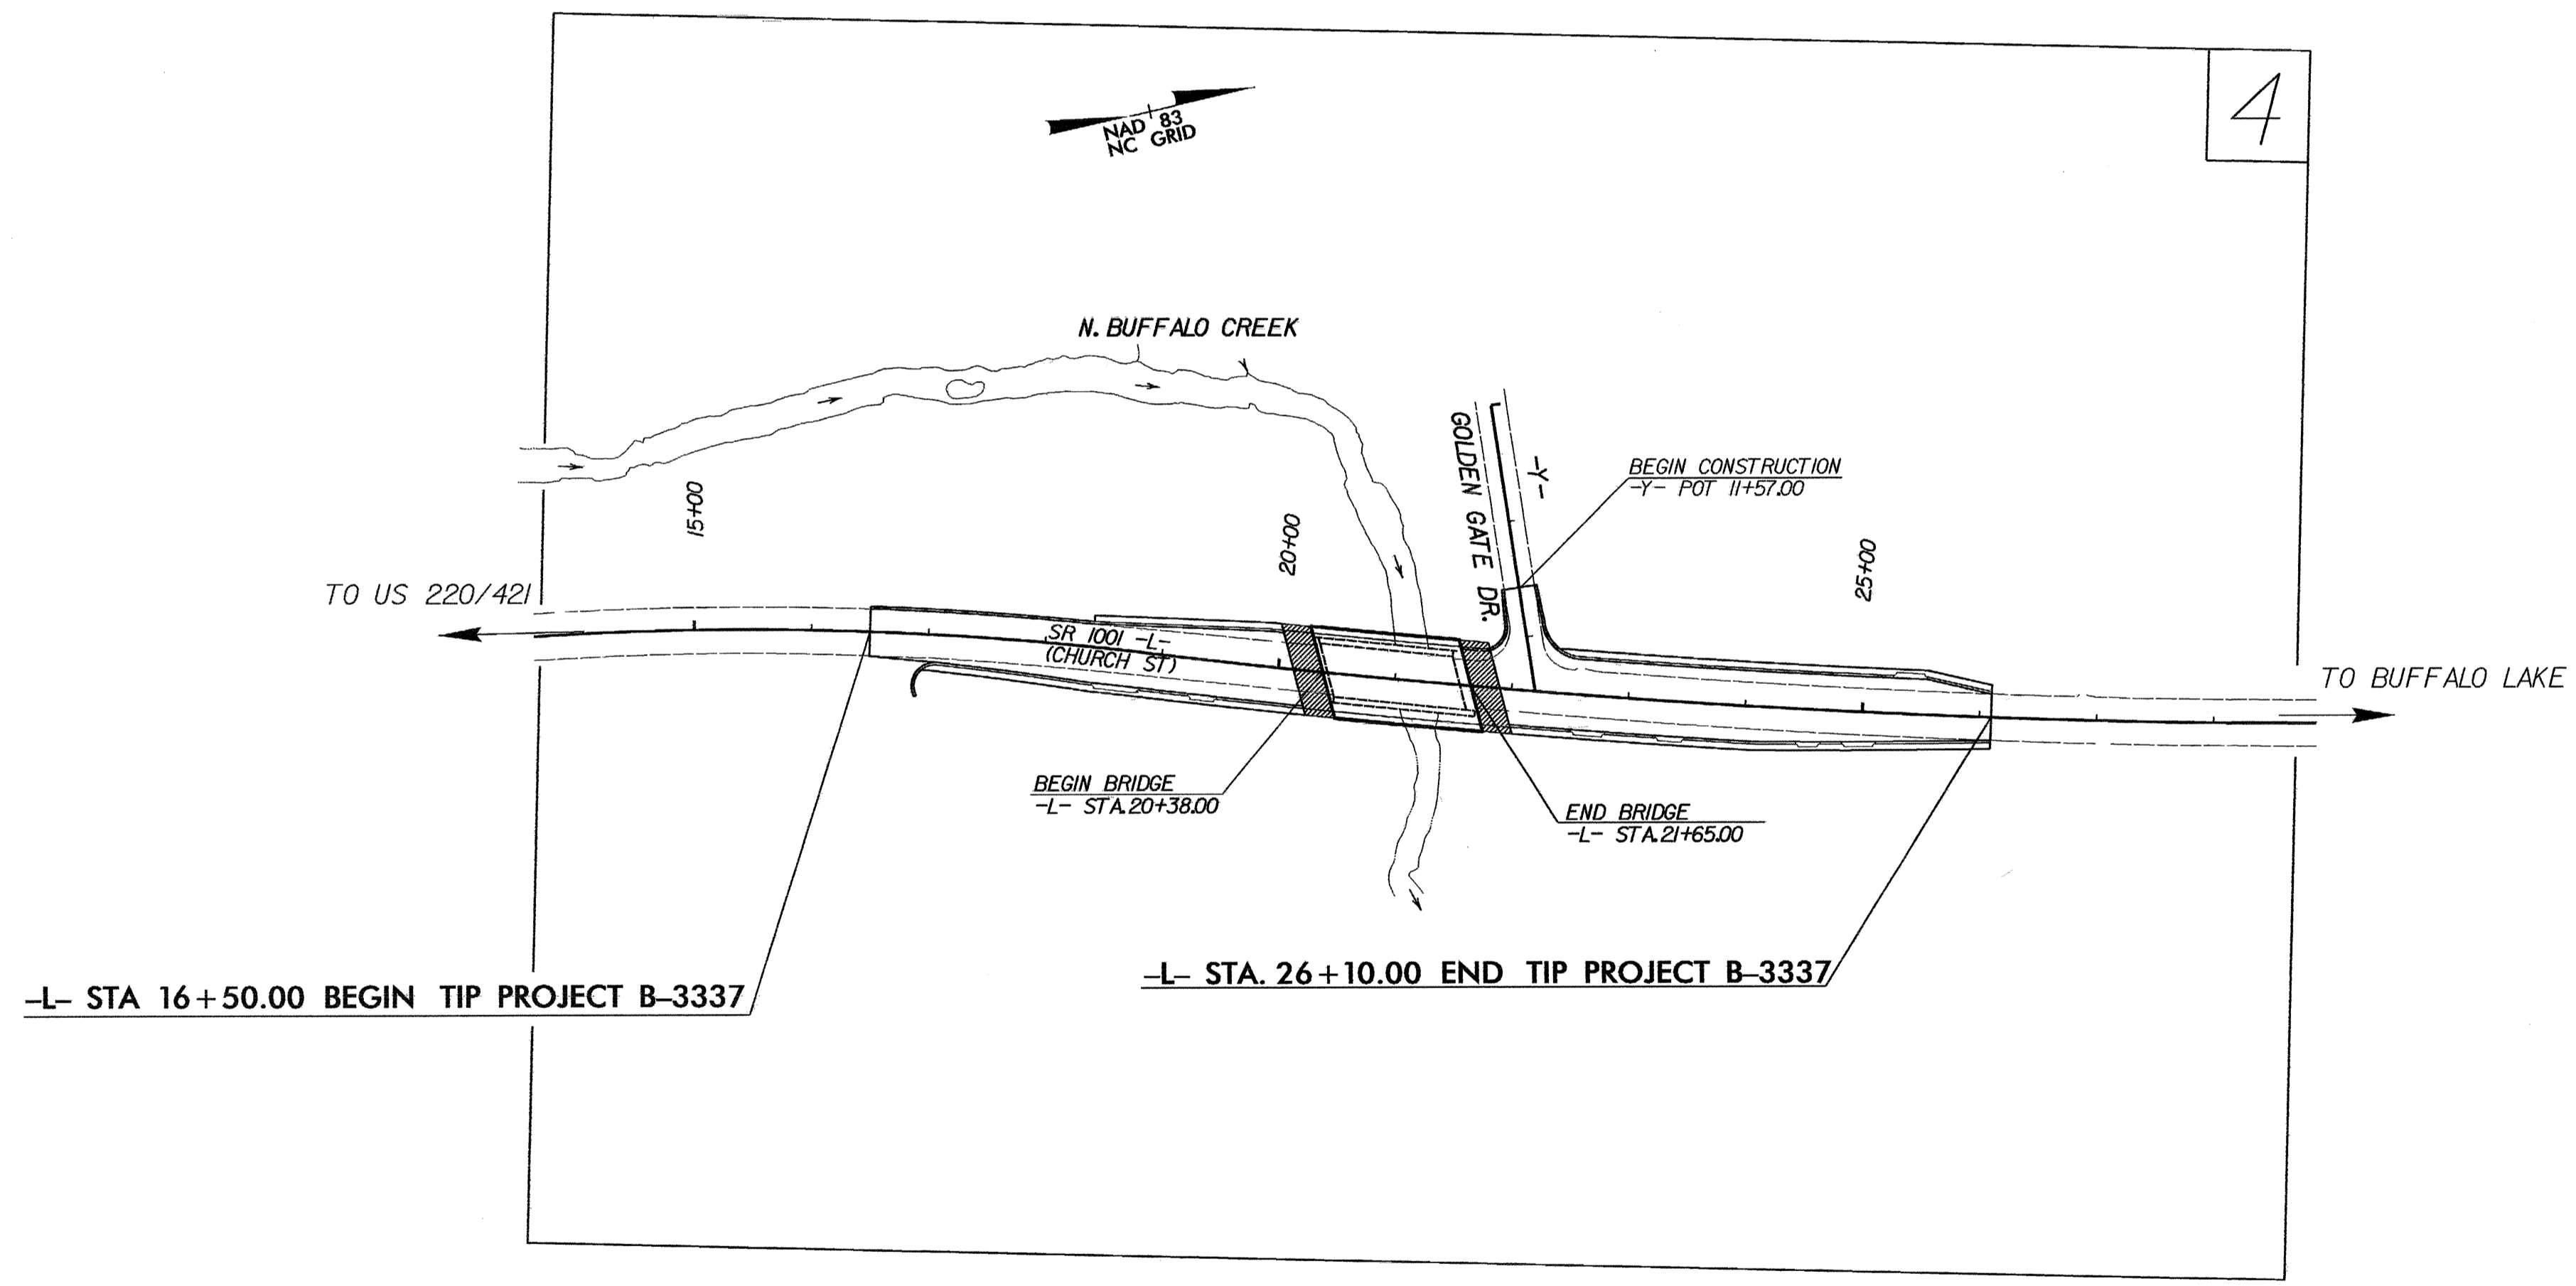 4
NAD 83
NC GRID
N. BUFFALO CREEK
GOLDEN GATE DR.
-Y-
BEGIN CONSTRUCTION
-Y- POT 11+57.00
15+00
20+00
25+00
TO US 220/421
SR 1001 -L-
(CHURCH ST)
TO BUFFALO LAKE
BEGIN BRIDGE
-L- STA.20+38.00
END BRIDGE
-L- STA.21+65.00
-L- STA. 26+10.00 END TIP PROJECT B-3337
-L- STA 16+50.00 BEGIN TIP PROJECT B-3337